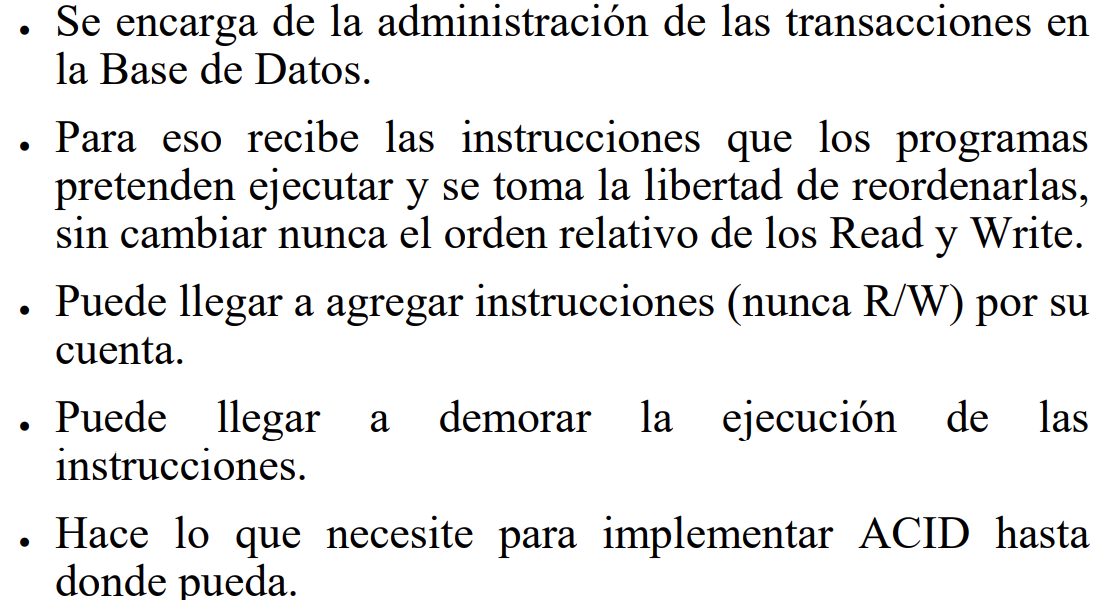 • Se encarga de la administración de las transacciones en
la Base de Datos.
• Para eso recibe las instrucciones que los programas
pretenden ejecutar y se toma la libertad de reordenarlas,
sin cambiar nunca el orden relativo de los Read y Write.
• Puede llegar a agregar instrucciones (nunca R/W) por su
cuenta.
• Puede llegar a demorar la ejecución de las
instrucciones.
• Hace lo que necesite para implementar ACID hasta
donde pueda.